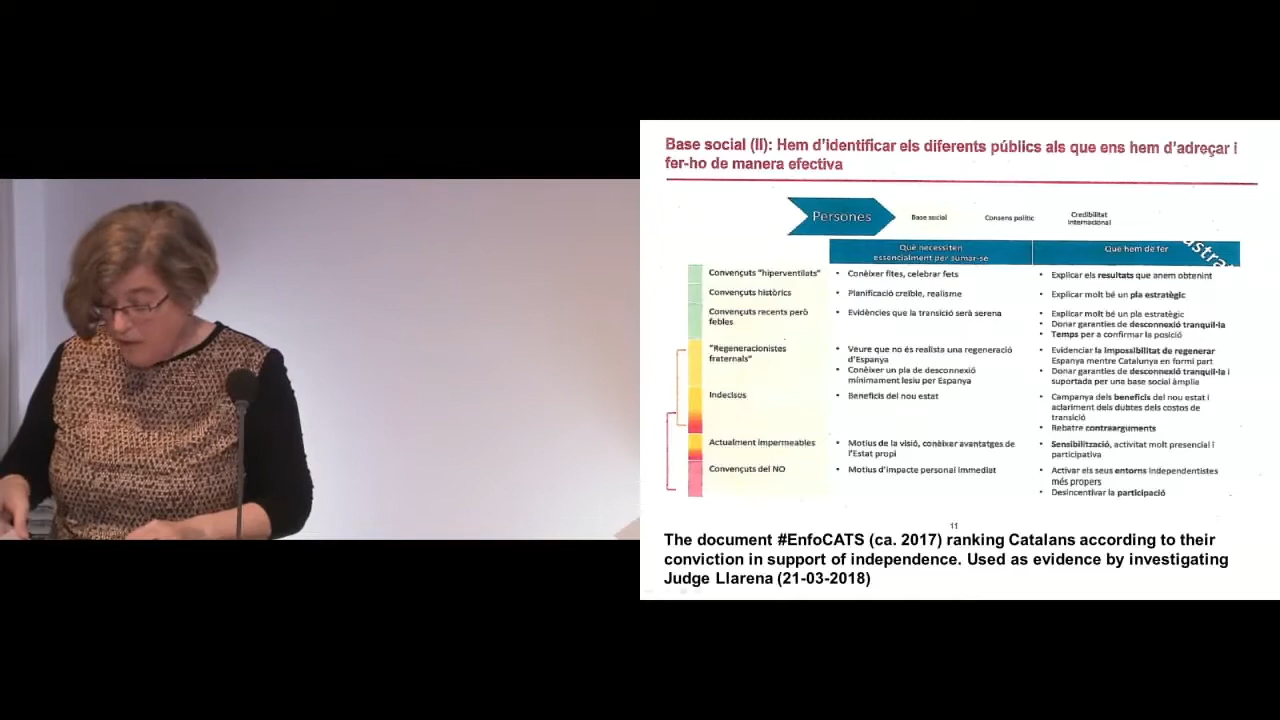 Base social (II): Hem d'identificar els diferents públics als que ens hem d'adreçar i
fer-ho de manera efectiva
Persones
Base social
Consens polític
Credibilitat
internacional
Què necessiten
essencialment per sumar-se
Què hem de fer
Convençuts "hiperventilats"
• Conèixer fites, celebrar fets
• Explicar els resultats que anem obtenint
Convençuts històrics
• Planificació creïble, realisme
• Explicar molt bé un pla estratègic
Convençuts recents però
febles
• Evidències que la transició serà serena
• Explicar molt bé un pla estratègic
• Donar garanties de desconnexió tranquil·la
• Temps per a confirmar la posició
"Regeneracionistes
fraternals"
• Veure que no és realista una regeneració
d'Espanya
• Conèixer un pla de desconnexió
mínimament lesiu per Espanya
• Evidenciar la impossibilitat de regenerar
Espanya mentre Catalunya en formi part
• Donar garanties de desconnexió tranquil·la i
suportada per una base social àmplia
Indecisos
• Beneficis del nou estat
• Campanya dels beneficis del nou estat i
aclariment dels dubtes dels costos de
transició
• Rebatre contraarguments
Actualment impermeables
• Motius de la visió, conèixer avantatges de
l'Estat propi
• Sensibilització, activitat molt presencial i
participativa
Convençuts del NO
• Motius d'impacte personal immediat
• Activar els seus entorns independentistes
més propers
• Desincentivar la participació
11
The document #EnfoCATS (ca. 2017) ranking Catalans according to their
conviction in support of independence. Used as evidence by investigating
Judge Llarena (21-03-2018)